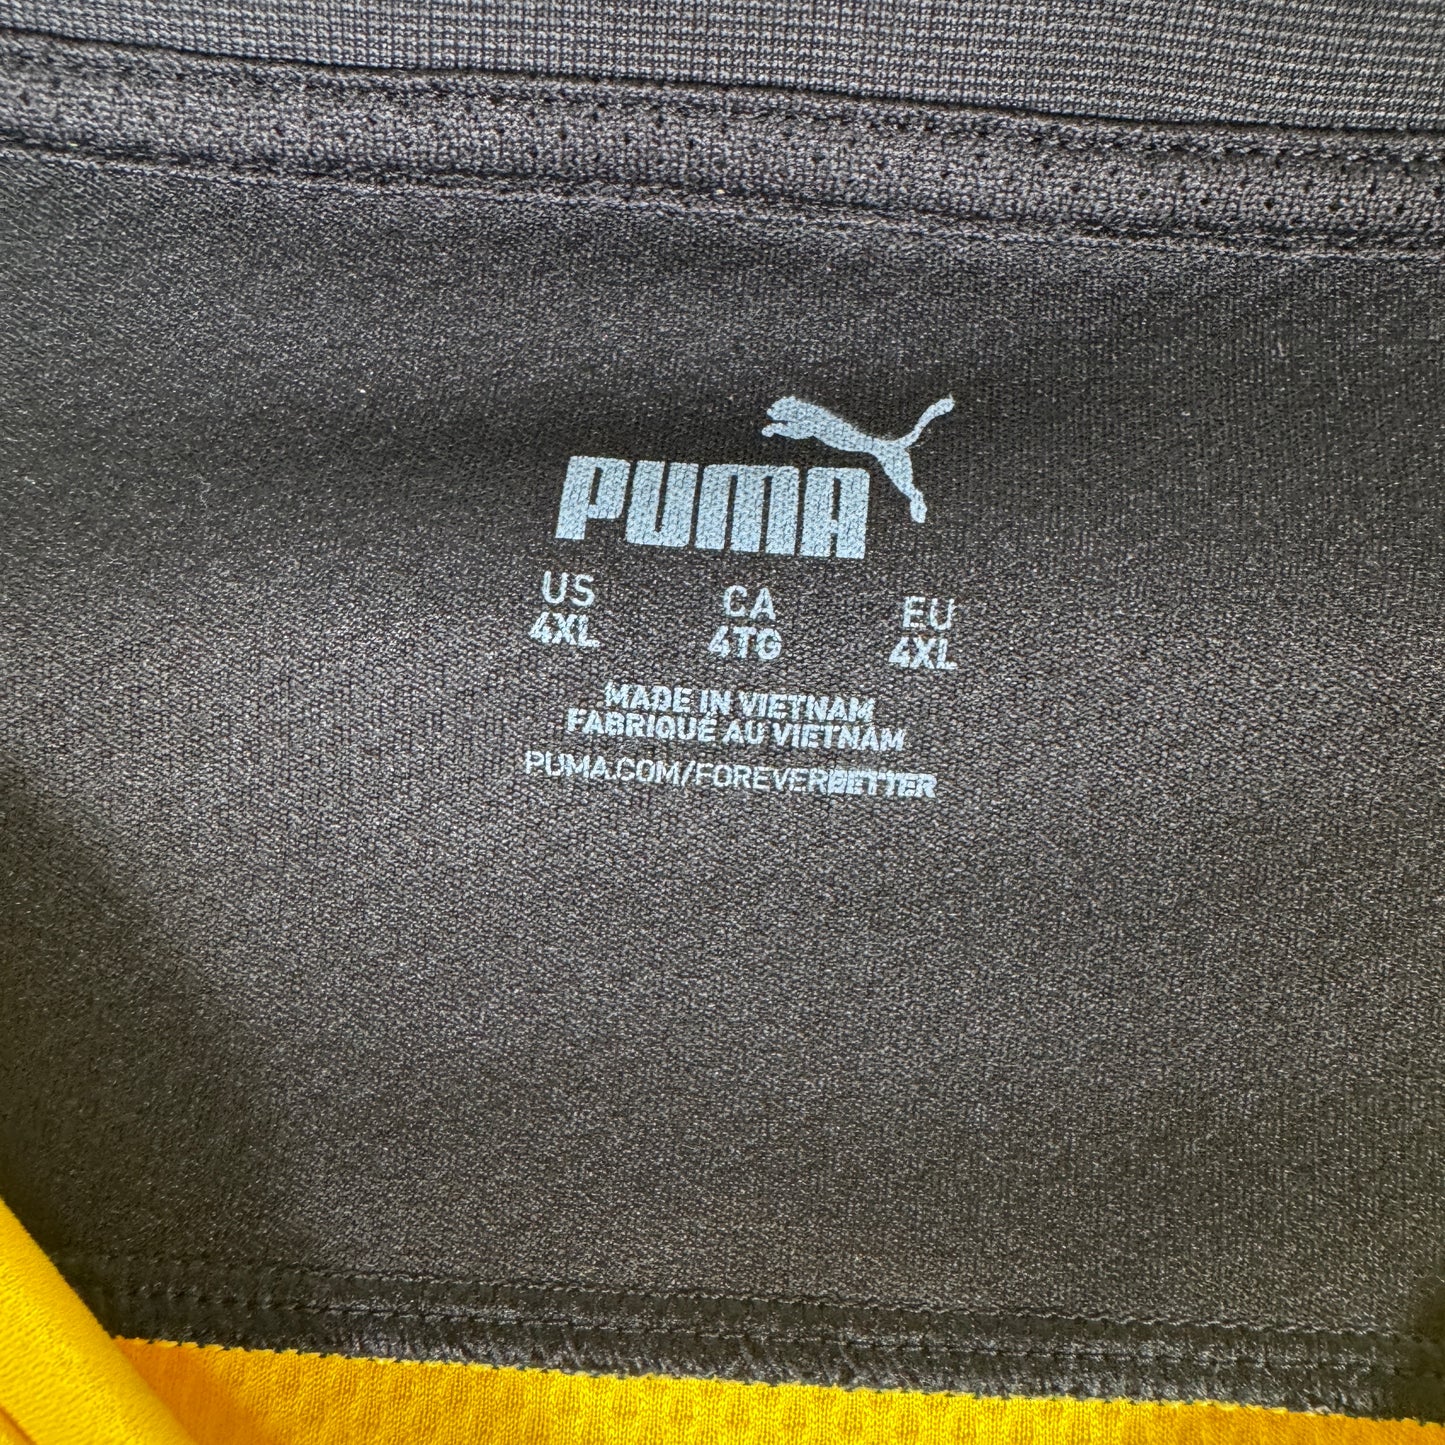 PUMA
US CA EU
4XL 4TG 4XL
MADE IN VIETNAM
FABRIQUÉ AU VIETNAM
PUMA.COM/FOREVERBETTER